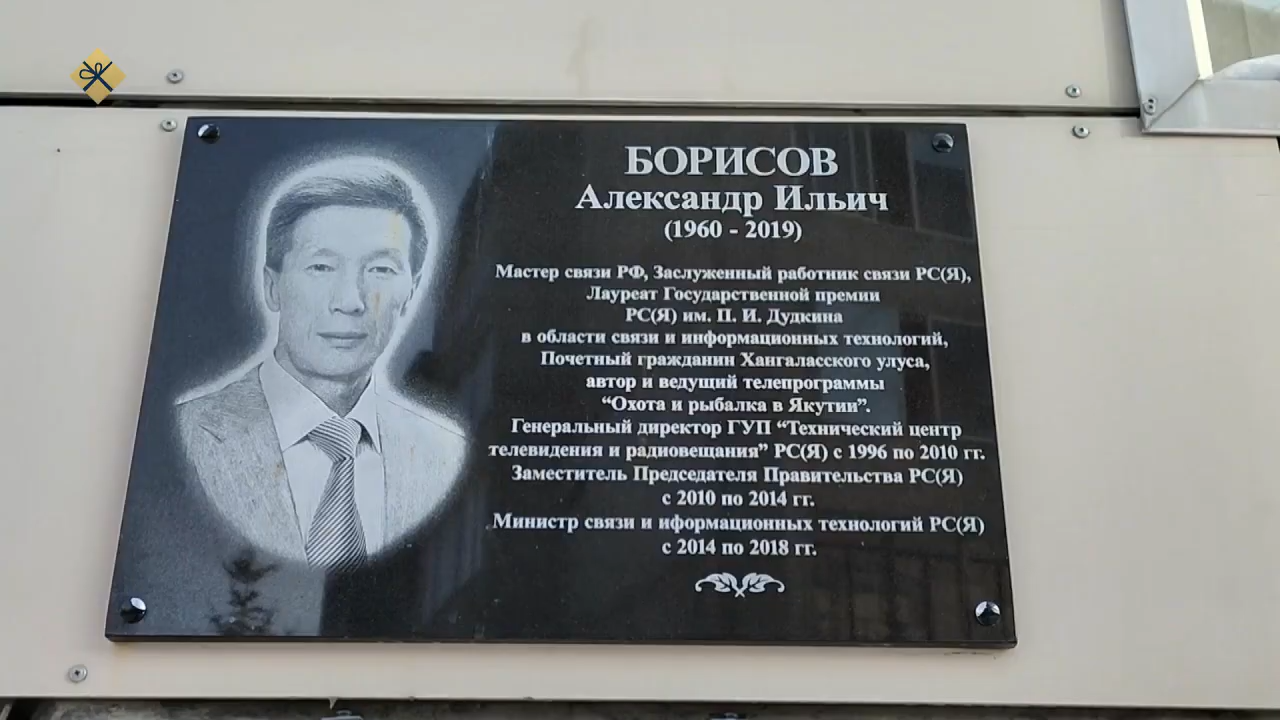 БОРИСОВ
Александр Ильич
(1960 - 2019)
Мастер связи РФ, Заслуженный работник связи РС(Я),
Лауреат Государственной премии
РС(Я) им. П. И. Дудкина
в области связи и информационных технологий,
Почетный гражданин Хангаласского улуса,
автор и ведущий телепрограммы
“Охота и рыбалка в Якутии”.
Генеральный директор ГУП “Технический центр
телевидения и радиовещания” РС(Я) с 1996 по 2010 гг.
Заместитель Председателя Правительства РС(Я)
с 2010 по 2014 гг.
Министр связи и иформационных технологий РС(Я)
с 2014 по 2018 гг.